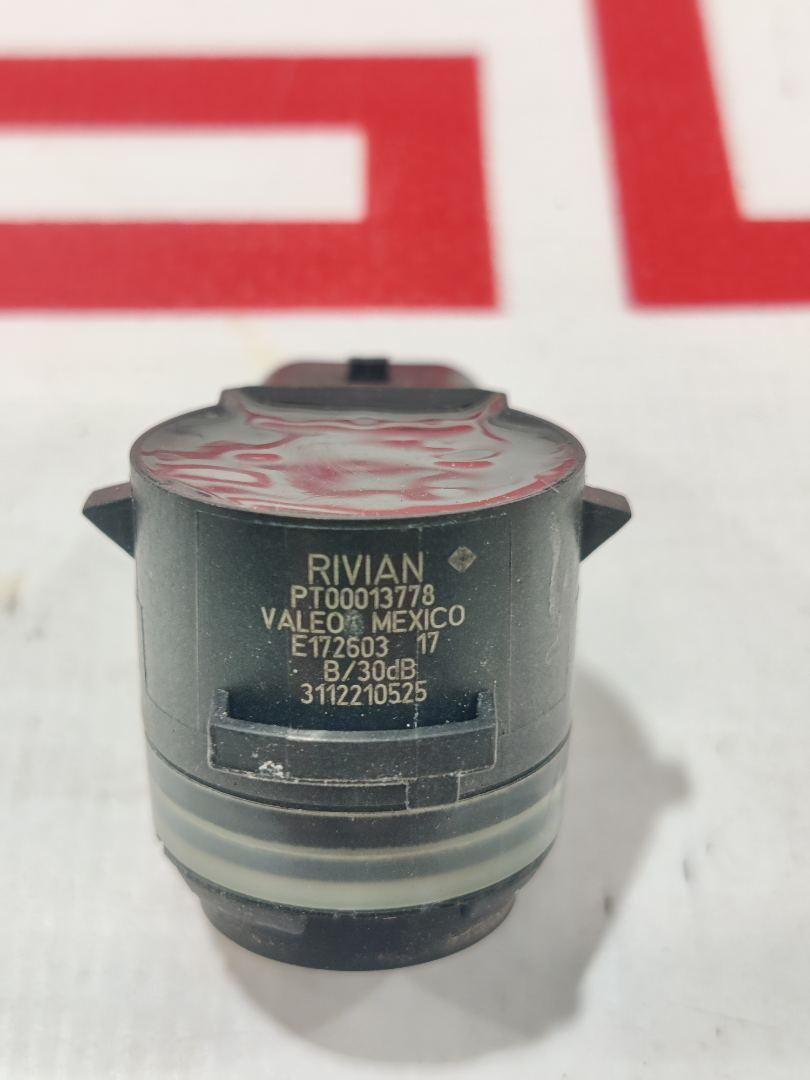 RIVIAN
PT00013778
VALEO MEXICO
E172603 17
B/30dB
3112210525